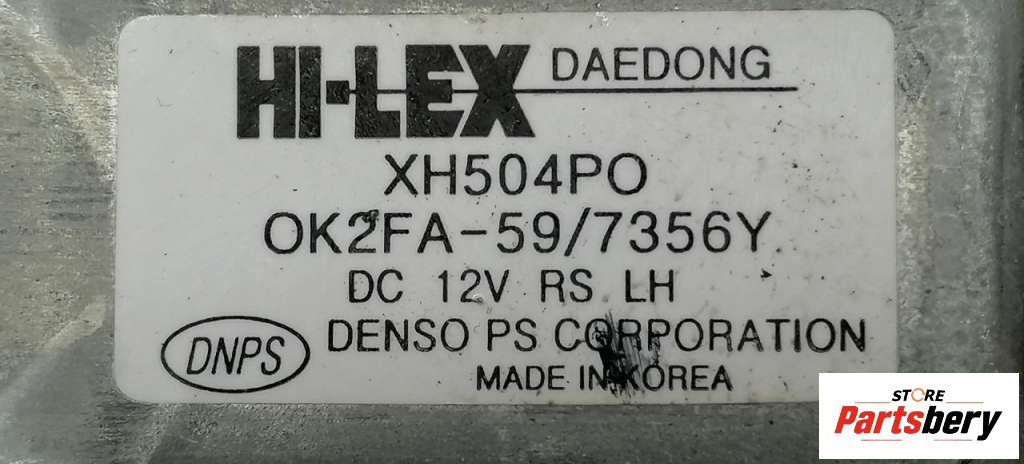 HI-LEX DAEDONG
XH504PO
OK2FA-59/7356Y
DC 12V RS LH
DNPS DENSO PS CORPORATION
MADE IN KOREA
STORE
Partsbery